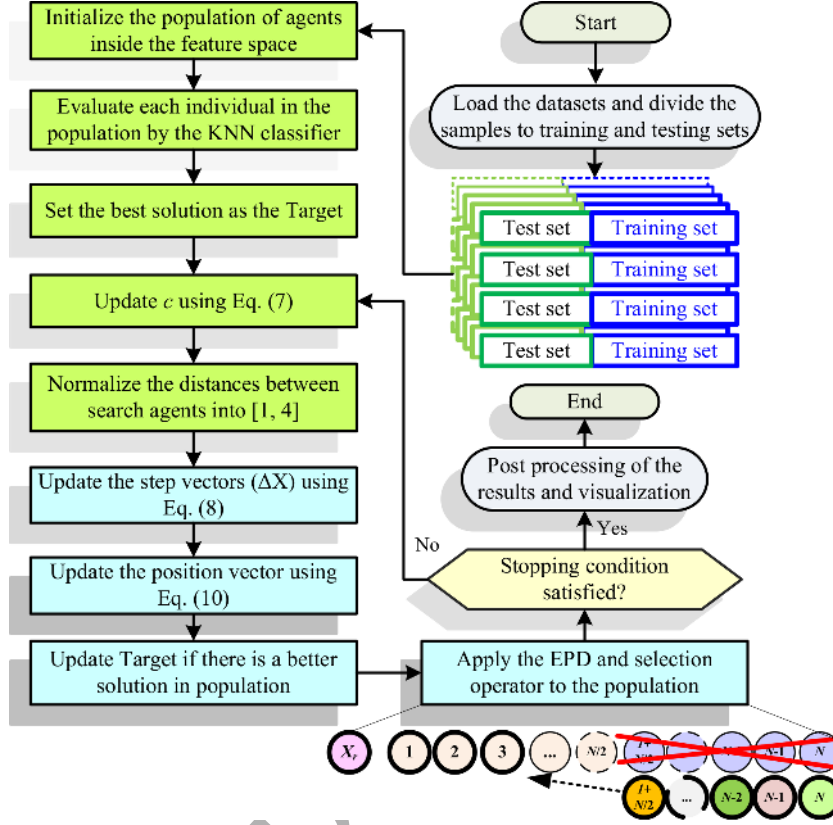 Start
Load the datasets and divide the
samples to training and testing sets
Test set Training set
Test set Training set
Test set Training set
Test set Training set
Initialize the population of agents
inside the feature space
Evaluate each individual in the
population by the KNN classifier
Set the best solution as the Target
Update c using Eq. (7)
Normalize the distances between
search agents into [1, 4]
Update the step vectors (ΔX) using
Eq. (8)
Update the position vector using
Eq. (10)
Update Target if there is a better
solution in population
Apply the EPD and selection
operator to the population
Stopping condition
satisfied?
No
Yes
Post processing of the
results and visualization
End
Xr 1 2 3 ... N/2 1+ N-1 N
N/2
1+ ... N-2 N-1 N
N/2